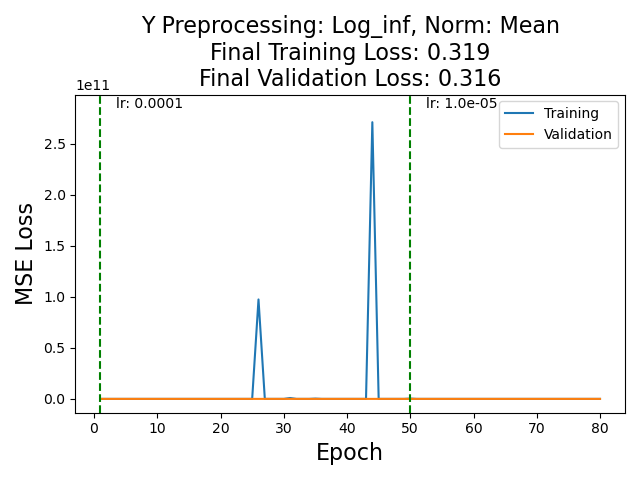 Y Preprocessing: Log_inf, Norm: Mean
Final Training Loss: 0.319
Final Validation Loss: 0.316
1e11
lr: 0.0001
lr: 1.0e-05
Training
Validation
2.5
2.0
1.5
1.0
0.5
0.0
MSE Loss
0 10 20 30 40 50 60 70 80
Epoch